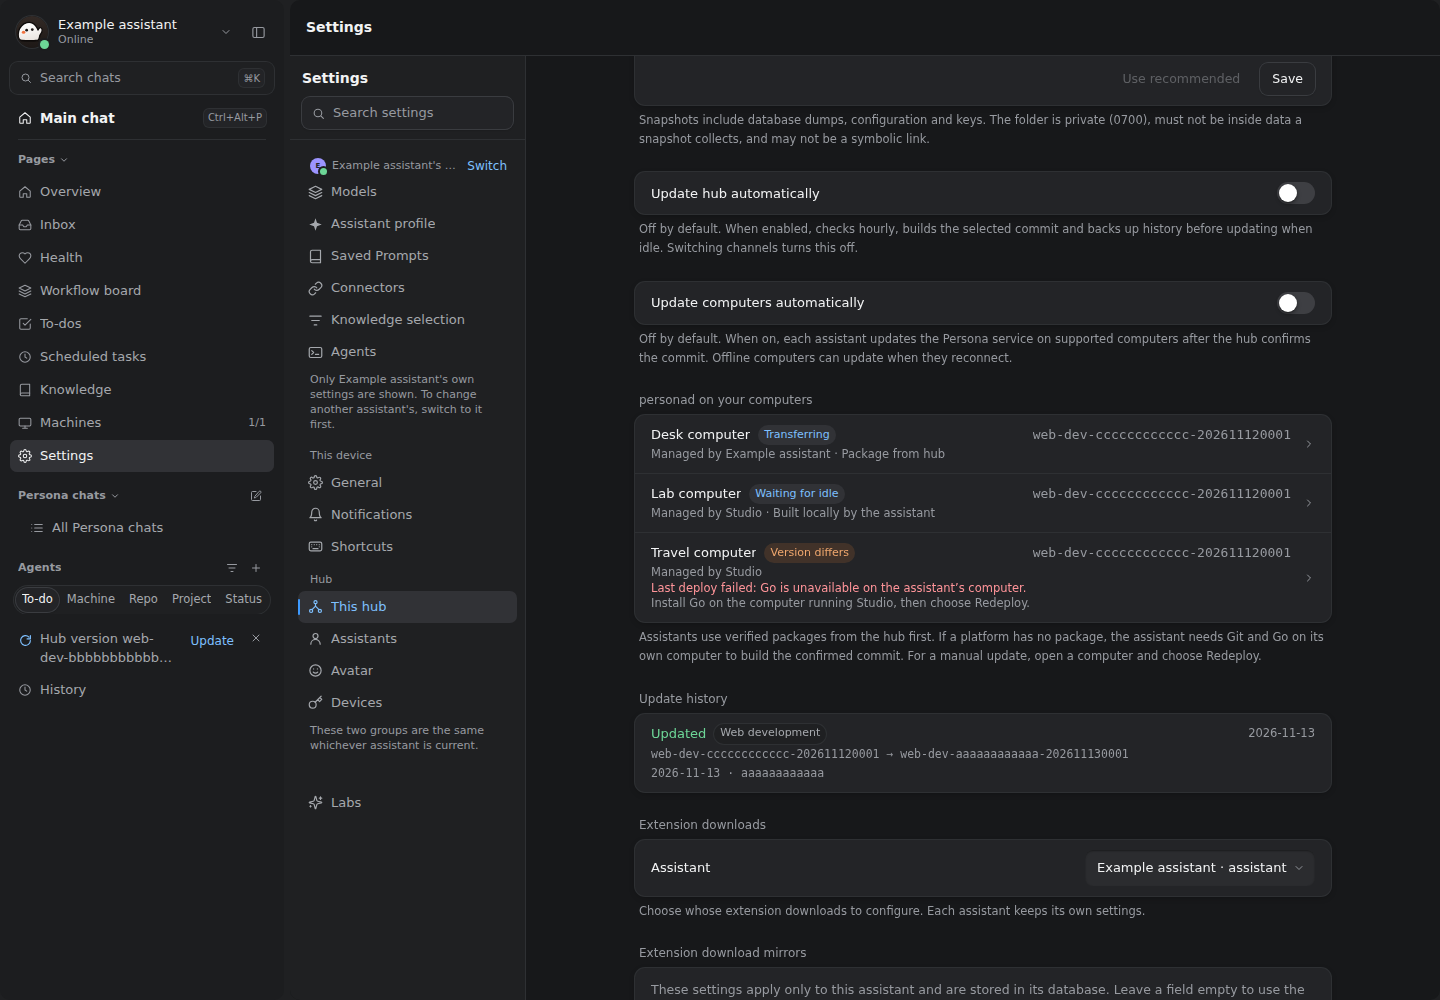 Example assistant
Online
Search chats
⌘K
Main chat
Ctrl+Alt+P
Pages
Overview
Inbox
Health
Workflow board
To-dos
Scheduled tasks
Knowledge
Machines
1/1
Settings
Persona chats
All Persona chats
Agents
To-do
Machine
Repo
Project
Status
Hub version web-
dev-bbbbbbbbbbb…
Update
History
Settings
Settings
Search settings
E
Example assistant's …
Switch
Models
Assistant profile
Saved Prompts
Connectors
Knowledge selection
Agents
Only Example assistant's own
settings are shown. To change
another assistant's, switch to it
first.
This device
General
Notifications
Shortcuts
Hub
This hub
Assistants
Avatar
Devices
These two groups are the same
whichever assistant is current.
Labs
Use recommended
Save
Snapshots include database dumps, configuration and keys. The folder is private (0700), must not be inside data a
snapshot collects, and may not be a symbolic link.
Update hub automatically
Off by default. When enabled, checks hourly, builds the selected commit and backs up history before updating when
idle. Switching channels turns this off.
Update computers automatically
Off by default. When on, each assistant updates the Persona service on supported computers after the hub confirms
the commit. Offline computers can update when they reconnect.
personad on your computers
Desk computer
Transferring
web-dev-cccccccccccc-202611120001
Managed by Example assistant · Package from hub
Lab computer
Waiting for idle
web-dev-cccccccccccc-202611120001
Managed by Studio · Built locally by the assistant
Travel computer
Version differs
web-dev-cccccccccccc-202611120001
Managed by Studio
Last deploy failed: Go is unavailable on the assistant’s computer.
Install Go on the computer running Studio, then choose Redeploy.
Assistants use verified packages from the hub first. If a platform has no package, the assistant needs Git and Go on its
own computer to build the confirmed commit. For a manual update, open a computer and choose Redeploy.
Update history
Updated
Web development
2026-11-13
web-dev-cccccccccccc-202611120001 → web-dev-aaaaaaaaaaaa-202611130001
2026-11-13 · aaaaaaaaaaaa
Extension downloads
Assistant
Example assistant · assistant
Choose whose extension downloads to configure. Each assistant keeps its own settings.
Extension download mirrors
These settings apply only to this assistant and are stored in its database. Leave a field empty to use the